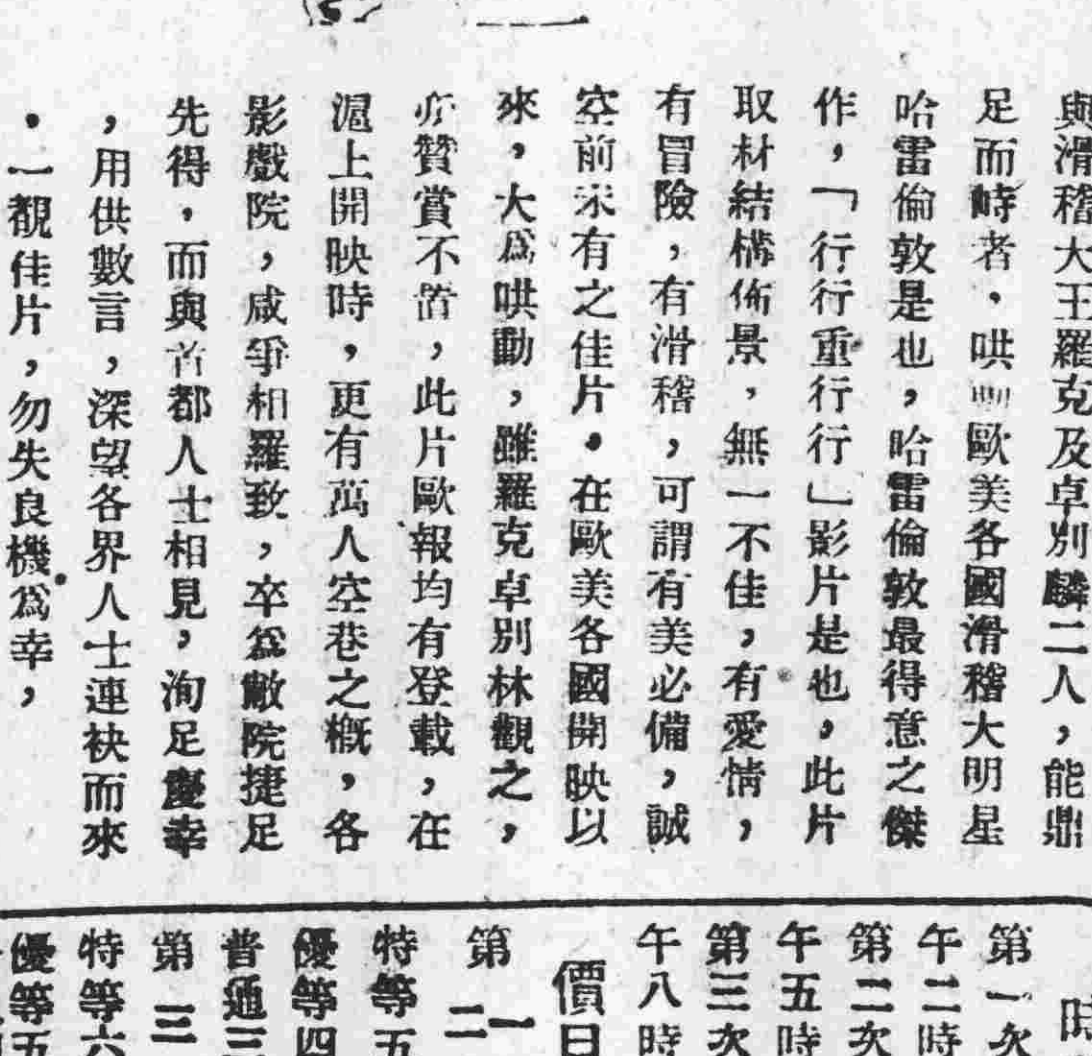 與滑稽大王羅克及卓別麟二人，能鼎
足而峙者，哄動歐美各國滑稽大明星
哈雷倫敦是也，哈雷倫敦最得意之傑
作，「行行重行行」影片是也，此片
取材結構佈景，無一不佳，有愛情，
有冒險，有滑稽，可謂有美必備，誠
空前未有之佳片。在歐美各國開映以
來，大爲哄動，雖羅克卓別林觀之，
亦贊賞不置，此片歐報均有登載，在
滬上開映時，更有萬人空巷之槪，各
影戲院，咸爭相羅致，卒爲敝院捷足
先得，而與首都人士相見，洵足慶幸
，用供數言，深望各界人士連袂而來
。一觀佳片，勿失良機爲幸，
時
第一次
午二時
第二次
午五時
第三次
午八時
價目
第一
二
特等五
優等四
普通三
第三
特等六
優等五